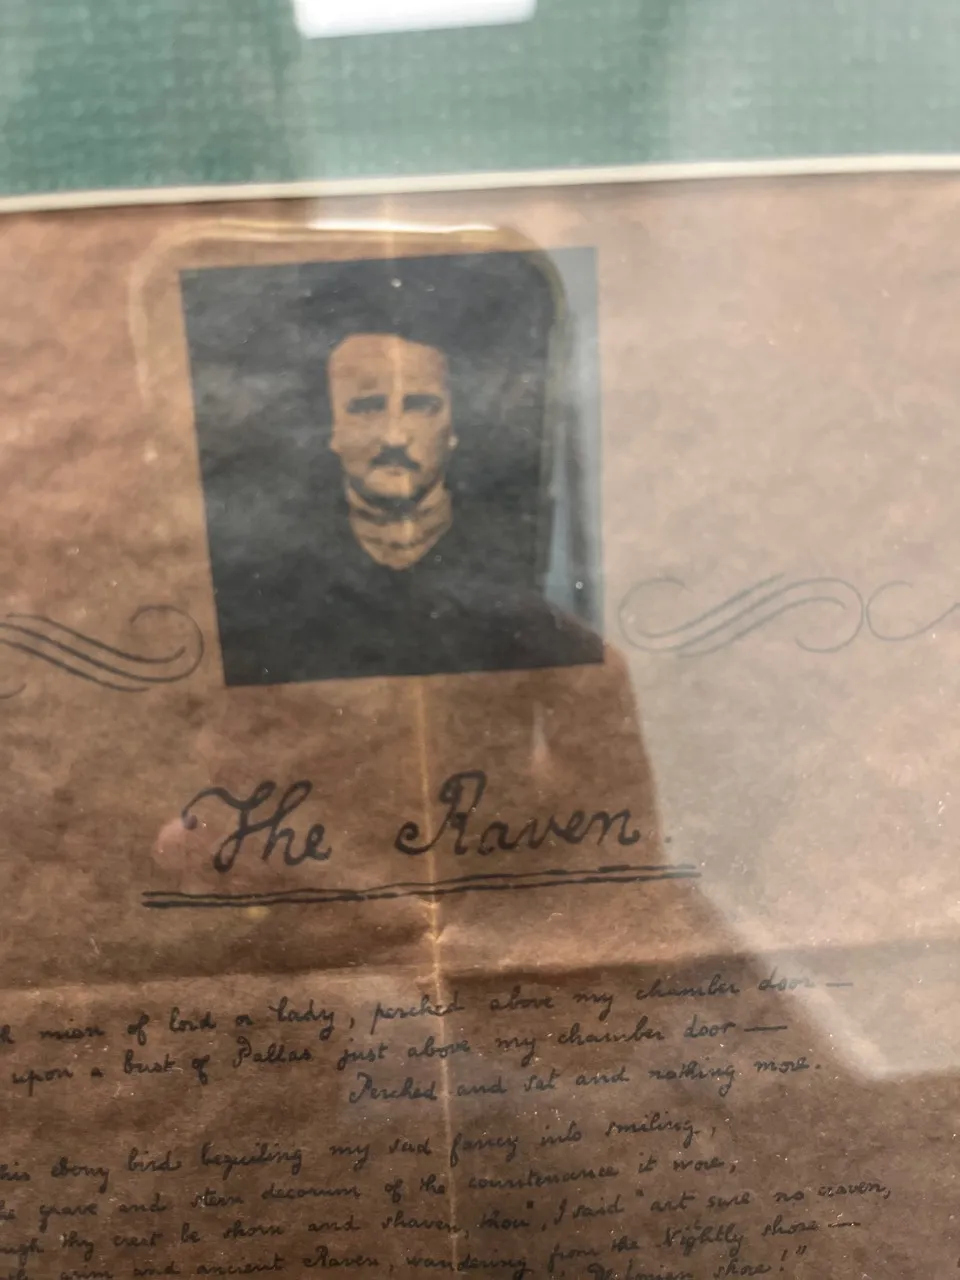 The Raven.
mien of lord or lady, perched above my chamber door —
upon a bust of Pallas just above my chamber door —
Perched and sat and nothing more.
this ebony bird beguiling my sad fancy into smiling,
grave and stern decorum of the countenance it wore,
thy crest be shorn and shaven, thou", I said "art sure no craven,
grim and ancient Raven, wandering from the Nightly shore —
shore!"